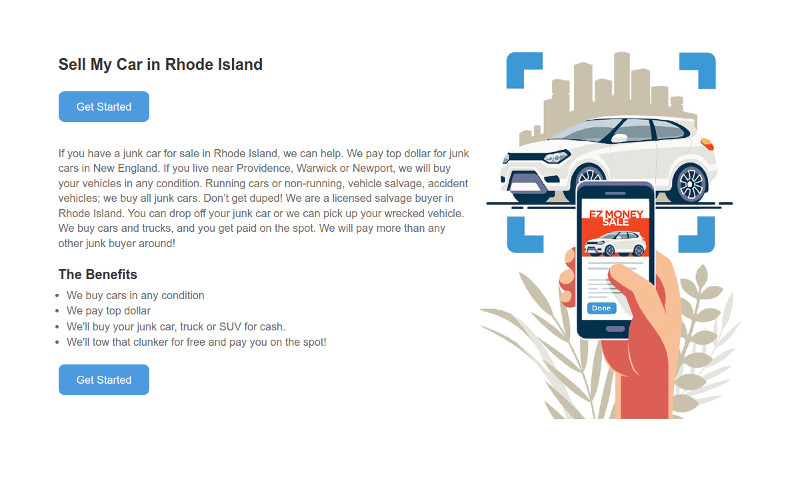 Sell My Car in Rhode Island
Get Started
If you have a junk car for sale in Rhode Island, we can help. We pay top dollar for junk
cars in New England. If you live near Providence, Warwick or Newport, we will buy
your vehicles in any condition. Running cars or non-running, vehicle salvage, accident
vehicles; we buy all junk cars. Don’t get duped! We are a licensed salvage buyer in
Rhode Island. You can drop off your junk car or we can pick up your wrecked vehicle.
We buy cars and trucks, and you get paid on the spot. We will pay more than any
other junk buyer around!
The Benefits
• We buy cars in any condition
• We pay top dollar
• We'll buy your junk car, truck or SUV for cash.
• We'll tow that clunker for free and pay you on the spot!
Get Started
EZ MONEY
SALE
Done